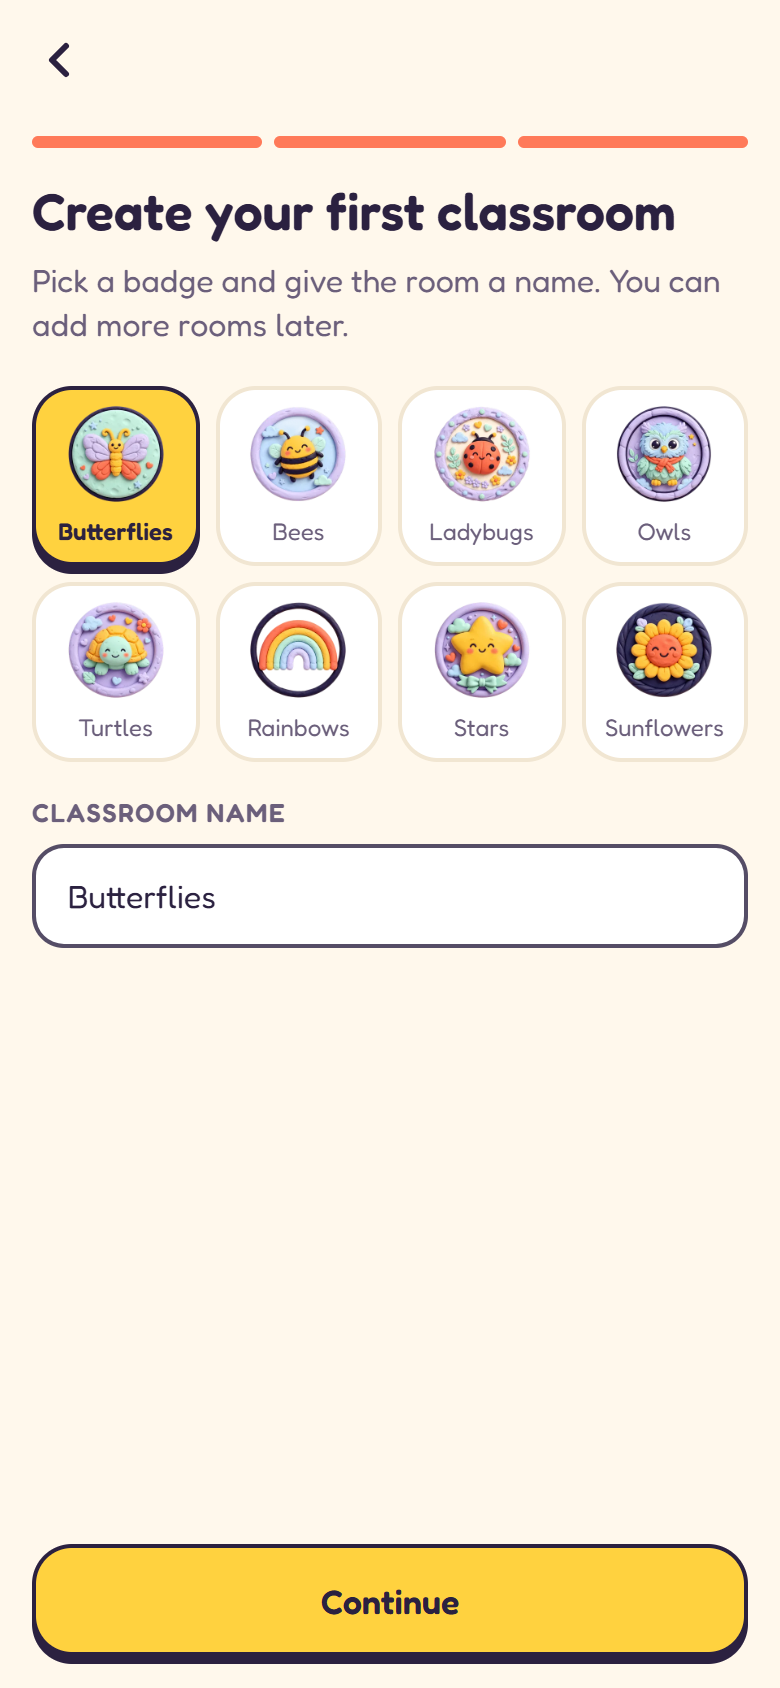 Create your first classroom
Pick a badge and give the room a name. You can
add more rooms later.
Butterflies
Bees
Ladybugs
Owls
Turtles
Rainbows
Stars
Sunflowers
CLASSROOM NAME
Butterflies
Continue